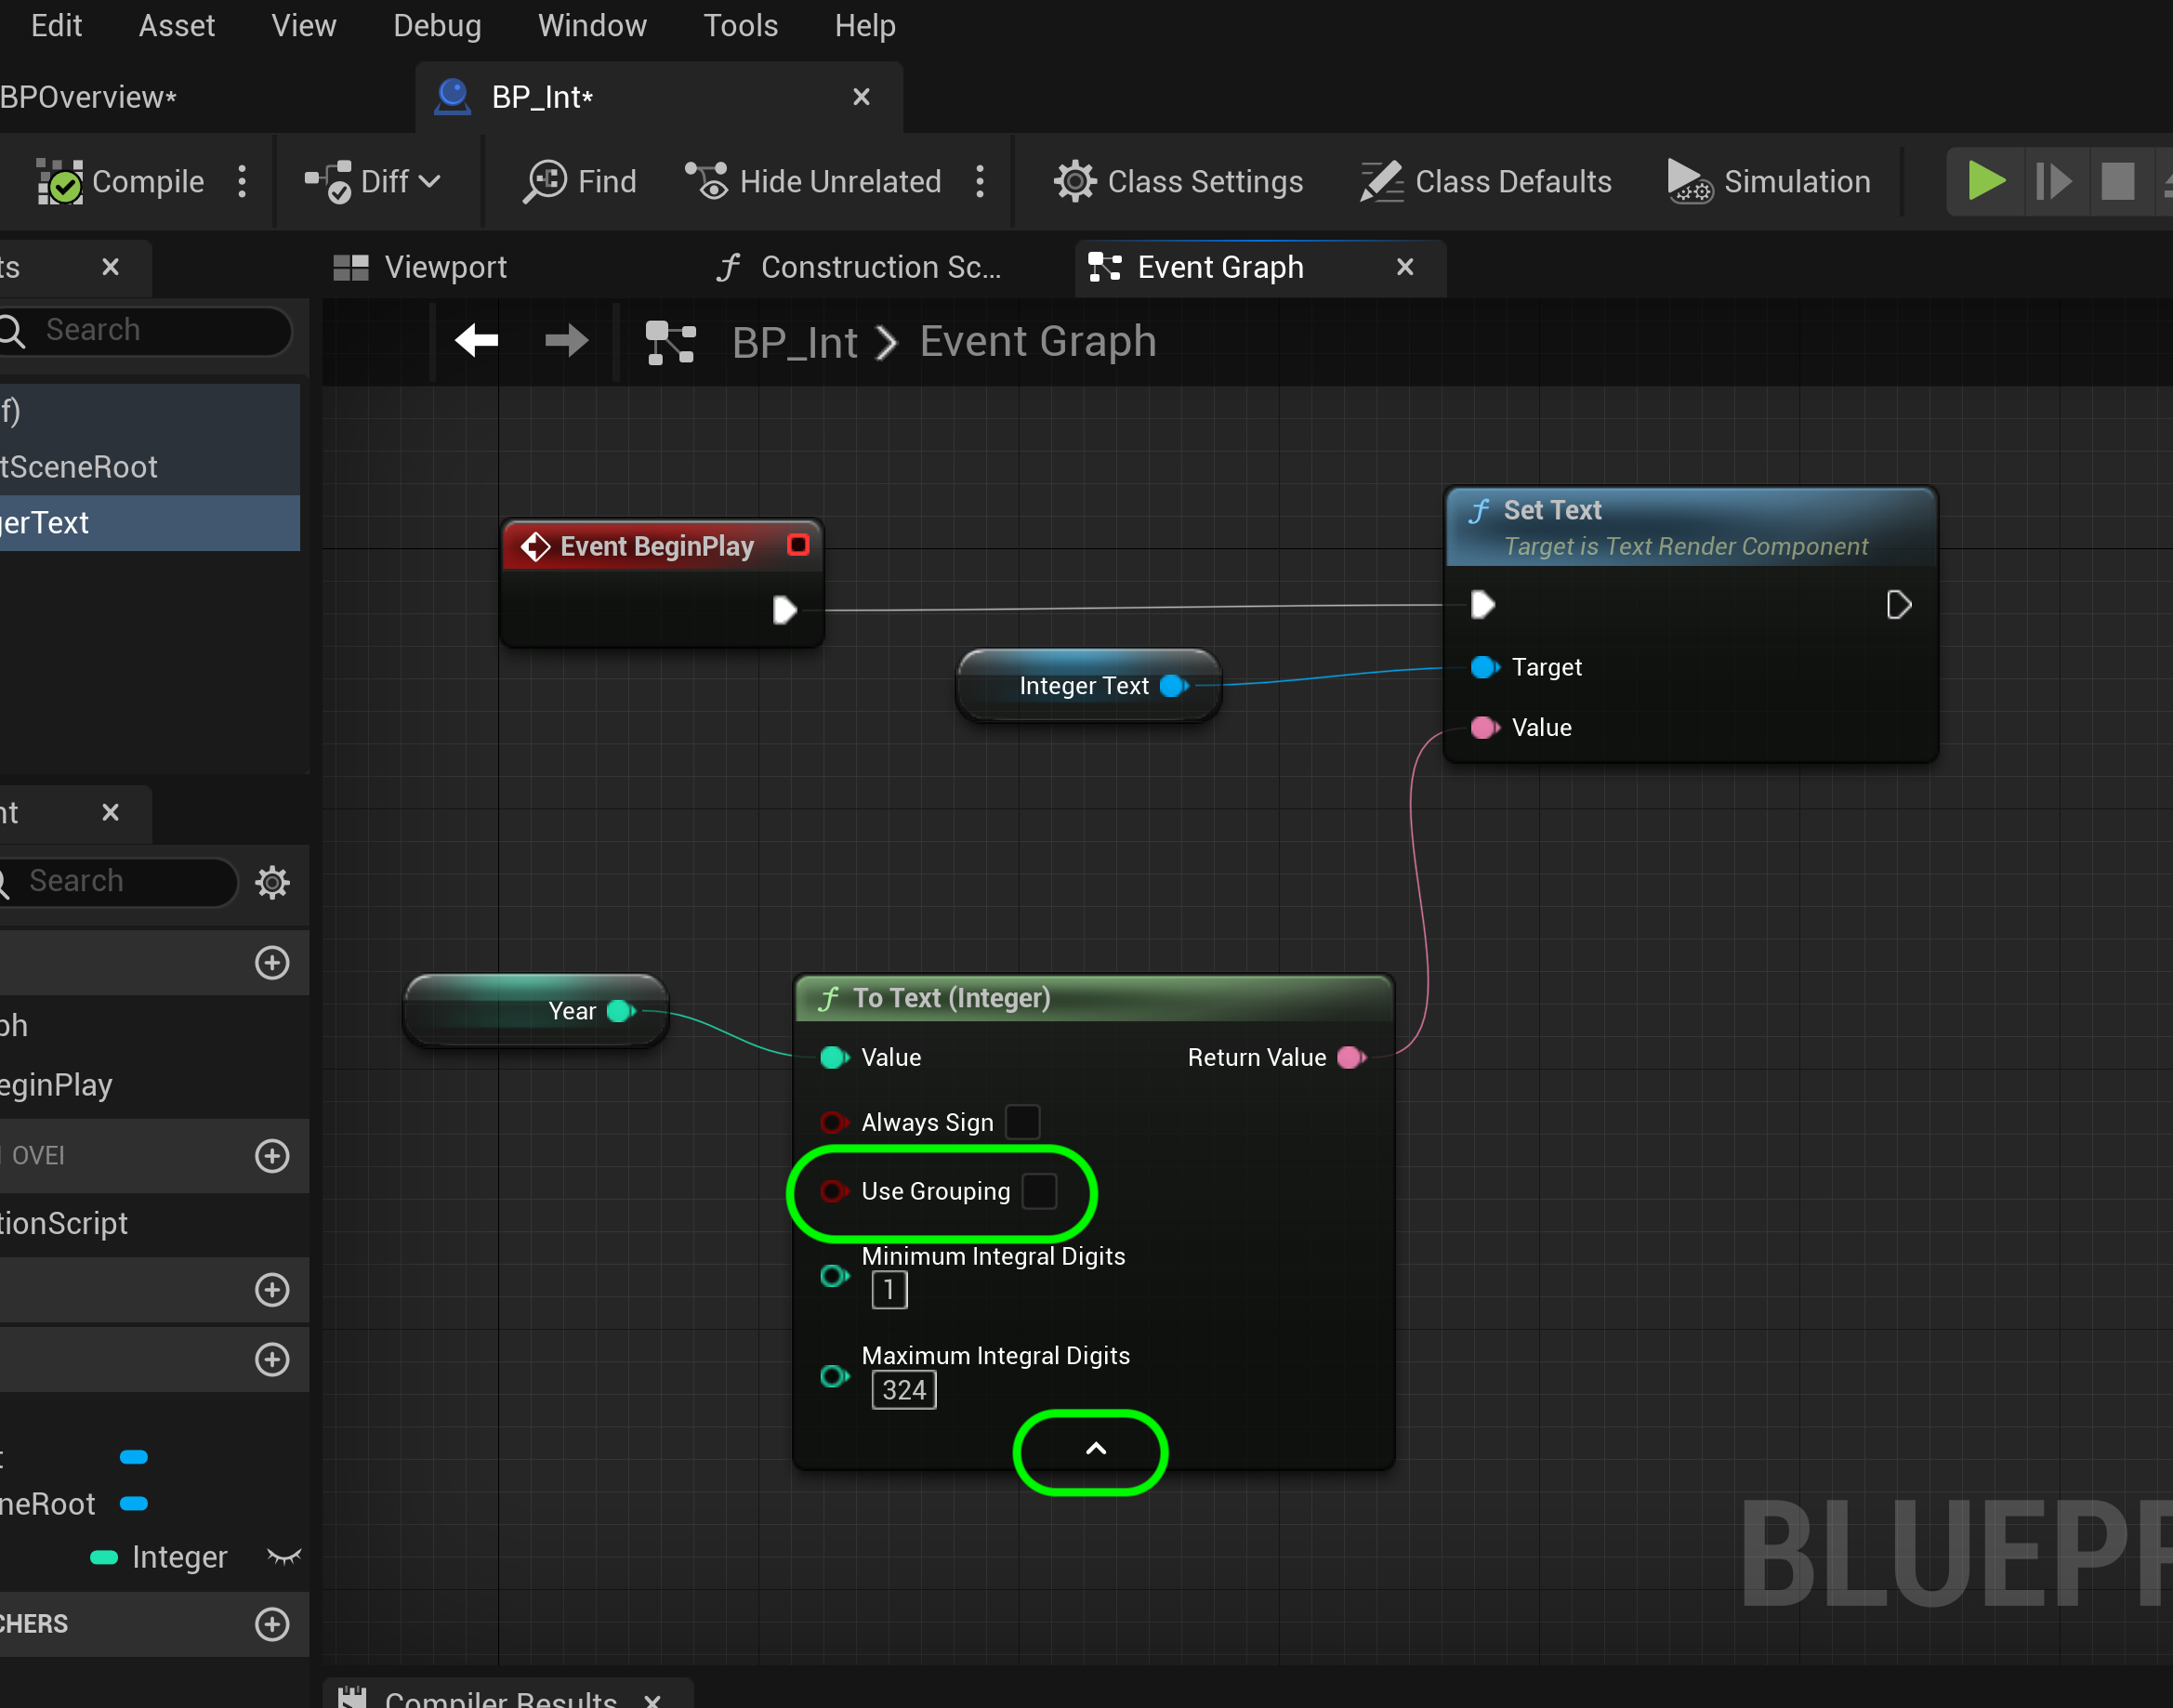 Edit Asset View Debug Window Tools Help
BPOverview* BP_Int*
Compile Diff Find Hide Unrelated Class Settings Class Defaults Simulation
ts Viewport Construction Sc... Event Graph
Search BP_Int Event Graph
f)
tSceneRoot
gerText
Set Text
Target is Text Render Component
Event BeginPlay
Target
Integer Text
Value
nt
Search
Year
To Text (Integer)
Value Return Value
ph
eginPlay
Always Sign
OVEI
Use Grouping
tionScript
Minimum Integral Digits
1
Maximum Integral Digits
324
t
neRoot
Integer
CHERS
BLUEPR
Compiler Results